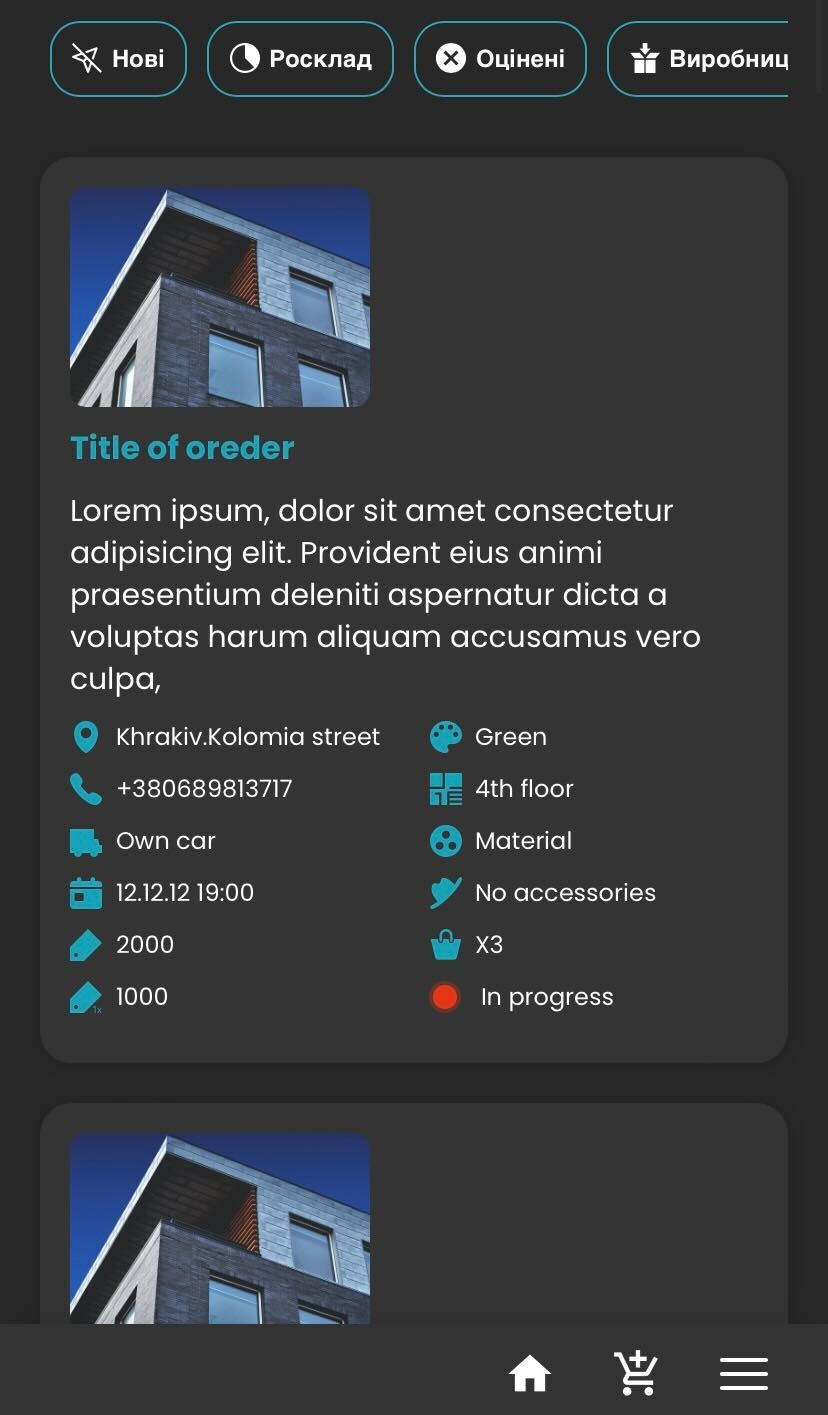 Нові
Росклад
Оцінені
Виробниц
Title of oreder
Lorem ipsum, dolor sit amet consectetur
adipisicing elit. Provident eius animi
praesentium deleniti aspernatur dicta a
voluptas harum aliquam accusamus vero
culpa,
Khrakiv.Kolomia street
Green
+380689813717
4th floor
Own car
Material
12.12.12 19:00
No accessories
2000
X3
1x
1000
In progress